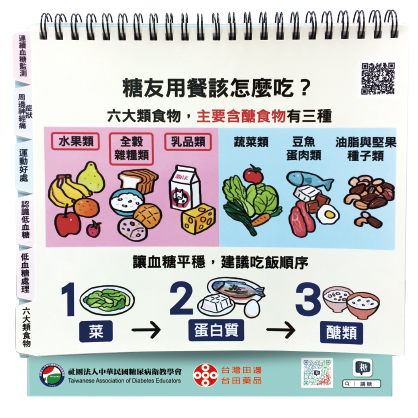 糖友用餐該怎麼吃？
六大類食物，主要含醣食物有三種
水果類
全穀
雜糧類
乳品類
蔬菜類
豆魚
蛋肉類
油脂與堅果
種子類
讓血糖平穩，建議吃飯順序
1 菜
2 蛋白質
3 醣類
連續血糖監測
周邊神經痛
症狀
運動好處
認識低血糖
低血糖處理
六大類食物
社團法人中華民國糖尿病衛教學會
Taiwanese Association of Diabetes Educators
台灣田邊
台田藥品
糖